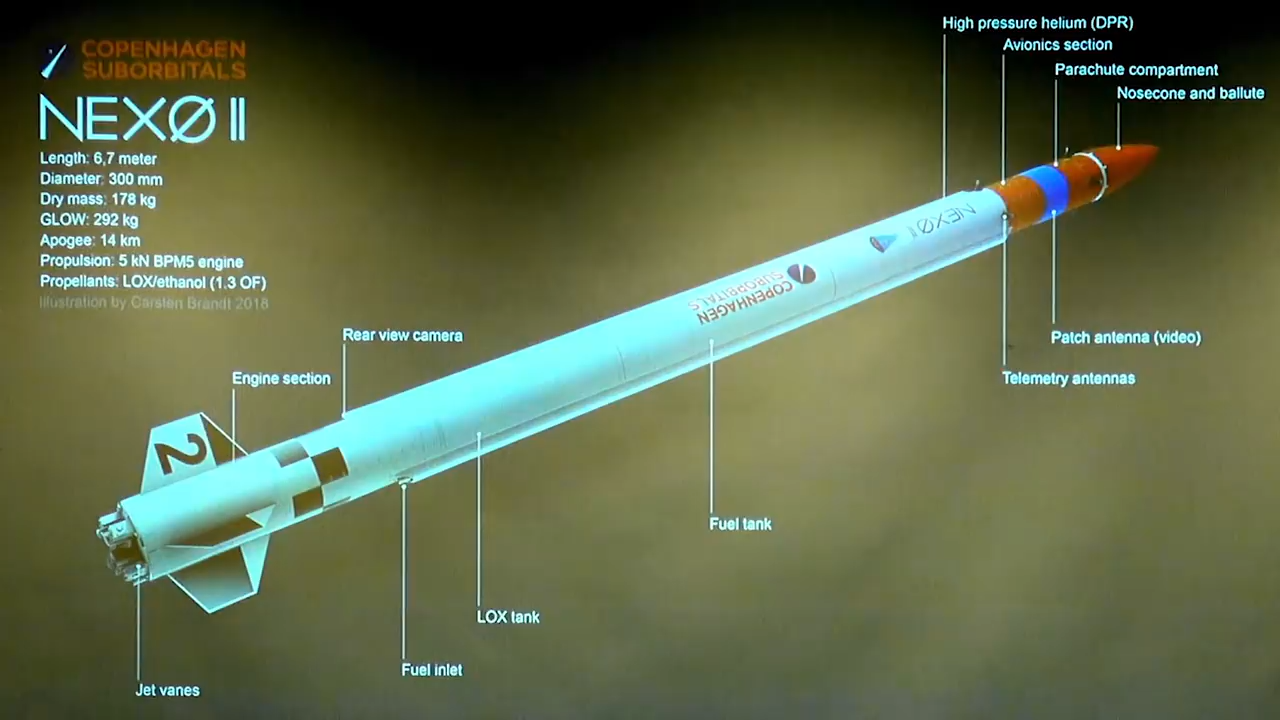 COPENHAGEN
SUBORBITALS
NEXØ II
Length: 6,7 meter
Diameter: 300 mm
Dry mass: 178 kg
GLOW: 292 kg
Apogee: 14 km
Propulsion: 5 kN BPM5 engine
Propellants: LOX/ethanol (1.3 OF)
Illustration by Carsten Brandt 2018
High pressure helium (DPR)
Avionics section
Parachute compartment
Nosecone and ballute
NEXØ II
COPENHAGEN
SUBORBITALS
Rear view camera
Patch antenna (video)
Engine section
Telemetry antennas
2
Fuel tank
LOX tank
Fuel inlet
Jet vanes